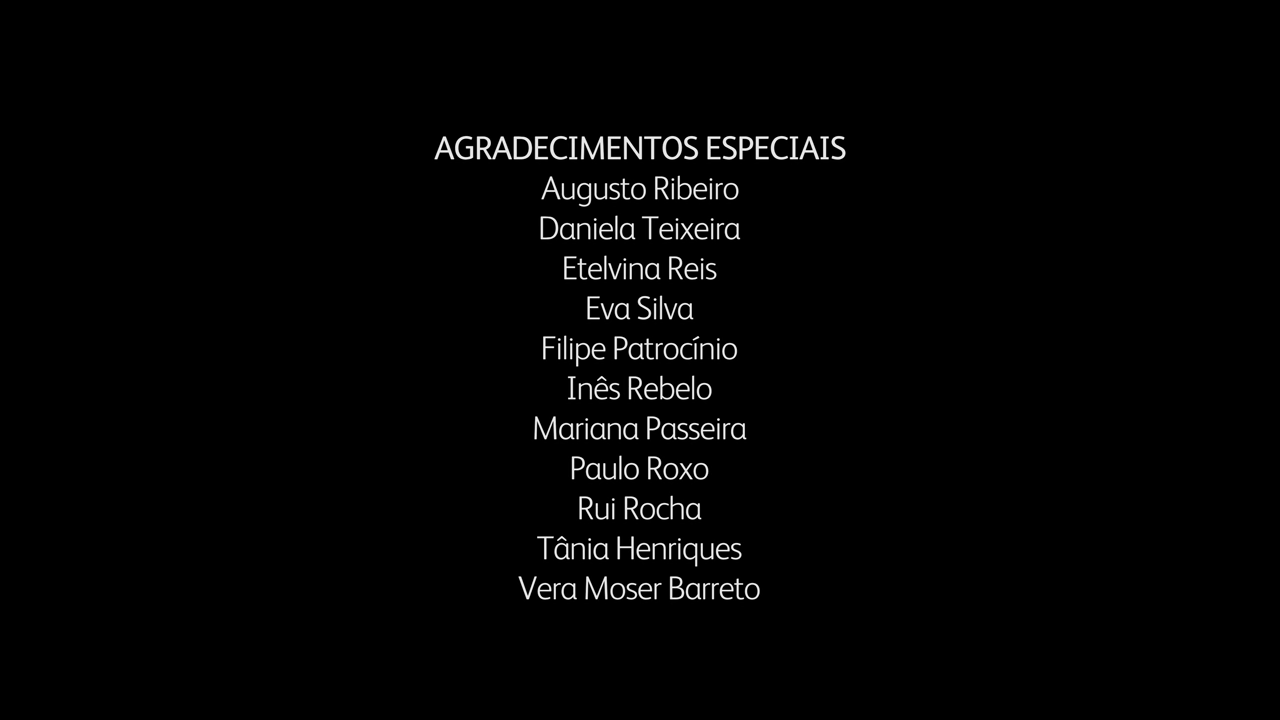 AGRADECIMENTOS ESPECIAIS
Augusto Ribeiro
Daniela Teixeira
Etelvina Reis
Eva Silva
Filipe Patrocínio
Inês Rebelo
Mariana Passeira
Paulo Roxo
Rui Rocha
Tânia Henriques
Vera Moser Barreto